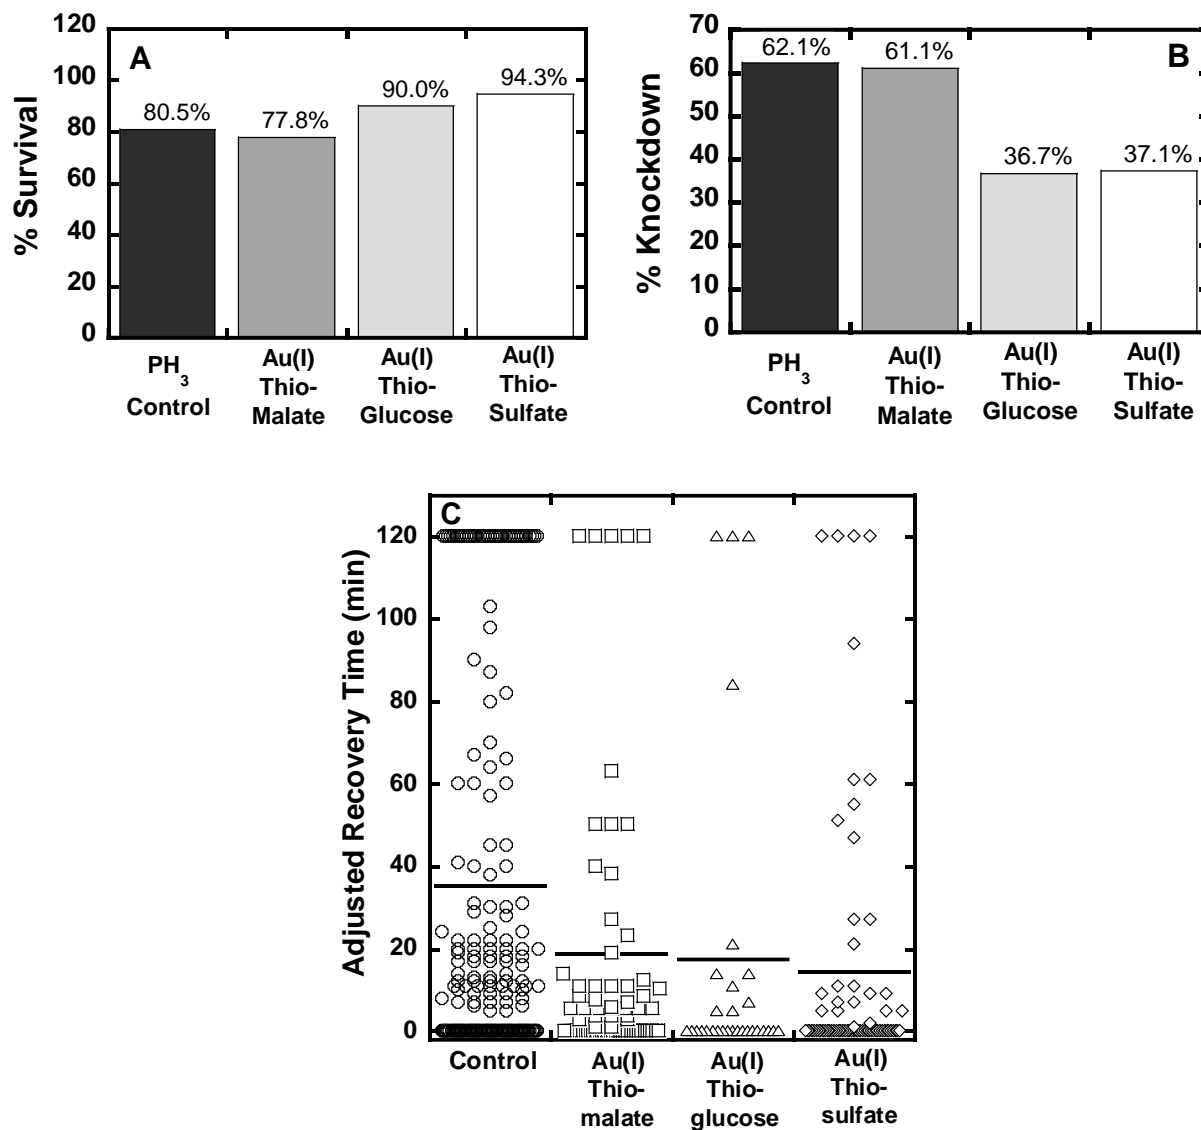 A
% Survival
120
100
80
60
40
20
0
80.5%
77.8%
90.0%
94.3%
PH3
Control
Au(I)
Thio-
Malate
Au(I)
Thio-
Glucose
Au(I)
Thio-
Sulfate
B
% Knockdown
70
60
50
40
30
20
10
0
62.1%
61.1%
36.7%
37.1%
PH3
Control
Au(I)
Thio-
Malate
Au(I)
Thio-
Glucose
Au(I)
Thio-
Sulfate
C
Adjusted Recovery Time (min)
120
100
80
60
40
20
0
Control
Au(I)
Thio-
malate
Au(I)
Thio-
glucose
Au(I)
Thio-
sulfate